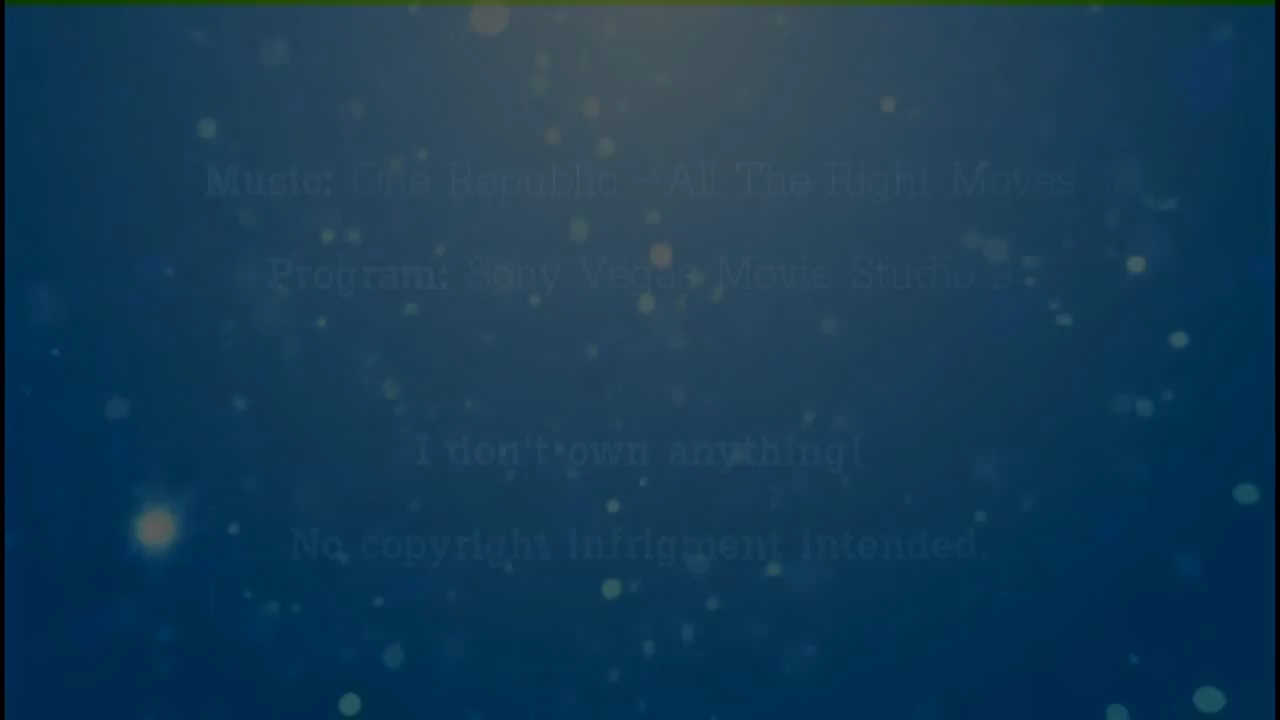 Music: One Republic - All The Right Moves
Program: Sony Vegas Movie Studio 9
I don't own anything!
No copyright infrigment intended.